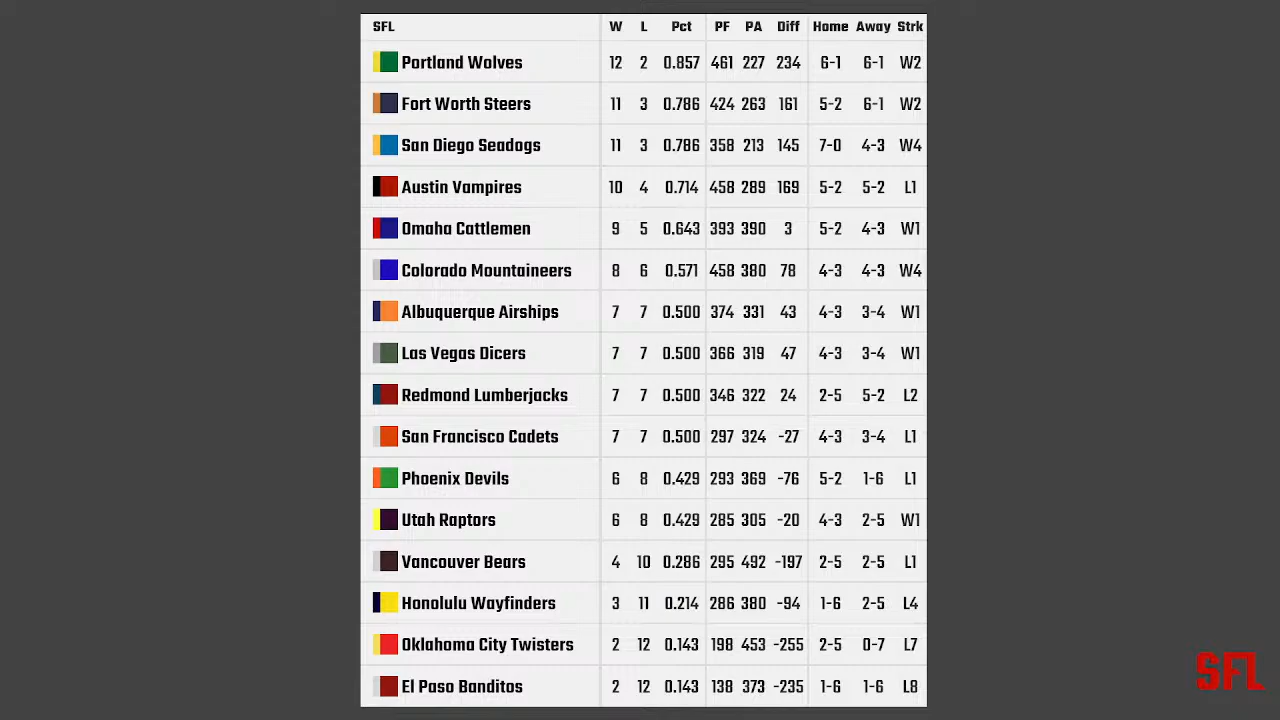 SFL W L Pct PF PA Diff Home Away Strk
Portland Wolves 12 2 0.857 461 227 234 6-1 6-1 W2
Fort Worth Steers 11 3 0.786 424 263 161 5-2 6-1 W2
San Diego Seadogs 11 3 0.786 358 213 145 7-0 4-3 W4
Austin Vampires 10 4 0.714 458 289 169 5-2 5-2 L1
Omaha Cattlemen 9 5 0.643 393 390 3 5-2 4-3 W1
Colorado Mountaineers 8 6 0.571 458 380 78 4-3 4-3 W4
Albuquerque Airships 7 7 0.500 374 331 43 4-3 3-4 W1
Las Vegas Dicers 7 7 0.500 366 319 47 4-3 3-4 W1
Redmond Lumberjacks 7 7 0.500 346 322 24 2-5 5-2 L2
San Francisco Cadets 7 7 0.500 297 324 -27 4-3 3-4 L1
Phoenix Devils 6 8 0.429 293 369 -76 5-2 1-6 L1
Utah Raptors 6 8 0.429 285 305 -20 4-3 2-5 W1
Vancouver Bears 4 10 0.286 295 492 -197 2-5 2-5 L1
Honolulu Wayfinders 3 11 0.214 286 380 -94 1-6 2-5 L4
Oklahoma City Twisters 2 12 0.143 198 453 -255 2-5 0-7 L7
El Paso Banditos 2 12 0.143 138 373 -235 1-6 1-6 L8
SFL